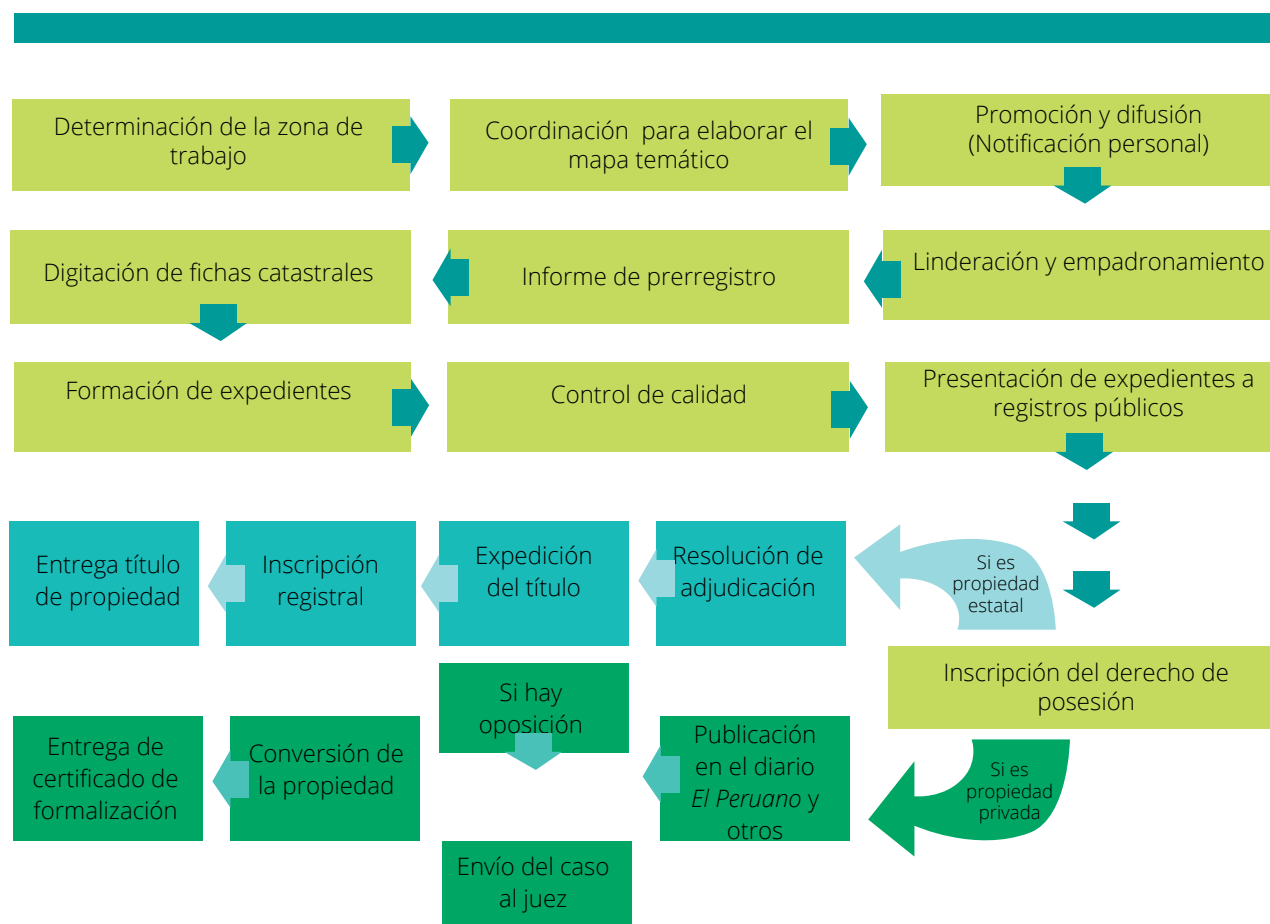 Determinación de la zona de
trabajo
Coordinación para elaborar el
mapa temático
Promoción y difusión
(Notificación personal)
Linderación y empadronamiento
Informe de prerregistro
Digitación de fichas catastrales
Formación de expedientes
Control de calidad
Presentación de expedientes a
registros públicos
Inscripción del derecho de
posesión
Si es
propiedad
estatal
Resolución de
adjudicación
Expedición
del título
Inscripción
registral
Entrega título
de propiedad
Si es
propiedad
privada
Publicación
en el diario
El Peruano y
otros
Si hay
oposición
Envío del caso
al juez
Conversión de
la propiedad
Entrega de
certificado de
formalización